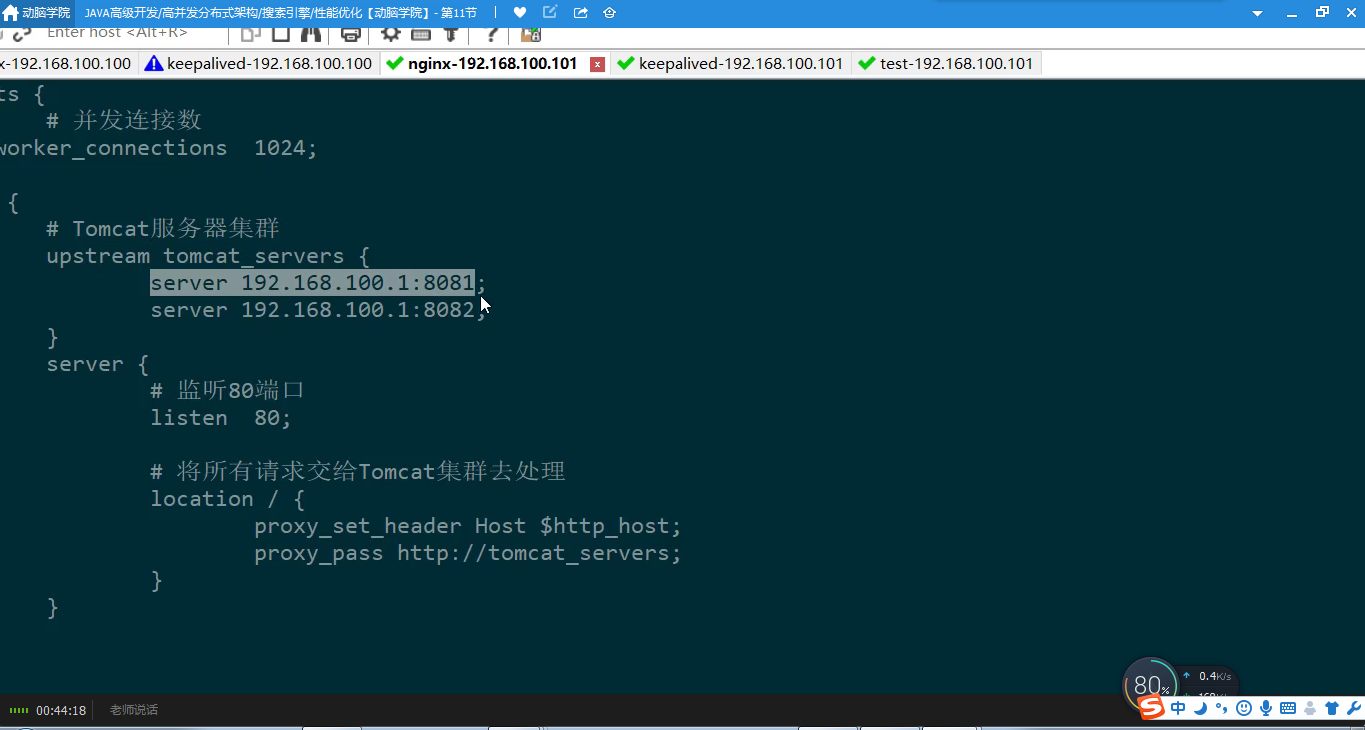 动脑学院 JAVA高级开发/高并发分布式架构/搜索引擎/性能优化【动脑学院】- 第11节
Enter host <Alt+R>
x-192.168.100.100 keepalived-192.168.100.100 nginx-192.168.100.101 keepalived-192.168.100.101 test-192.168.100.101
ts {
# 并发连接数
worker_connections 1024;
{
# Tomcat服务器集群
upstream tomcat_servers {
server 192.168.100.1:8081;
server 192.168.100.1:8082;
}
server {
# 监听80端口
listen 80;
# 将所有请求交给Tomcat集群去处理
location / {
proxy_set_header Host $http_host;
proxy_pass http://tomcat_servers;
}
}
80% 0.4K/s
中
00:44:18 老师说话